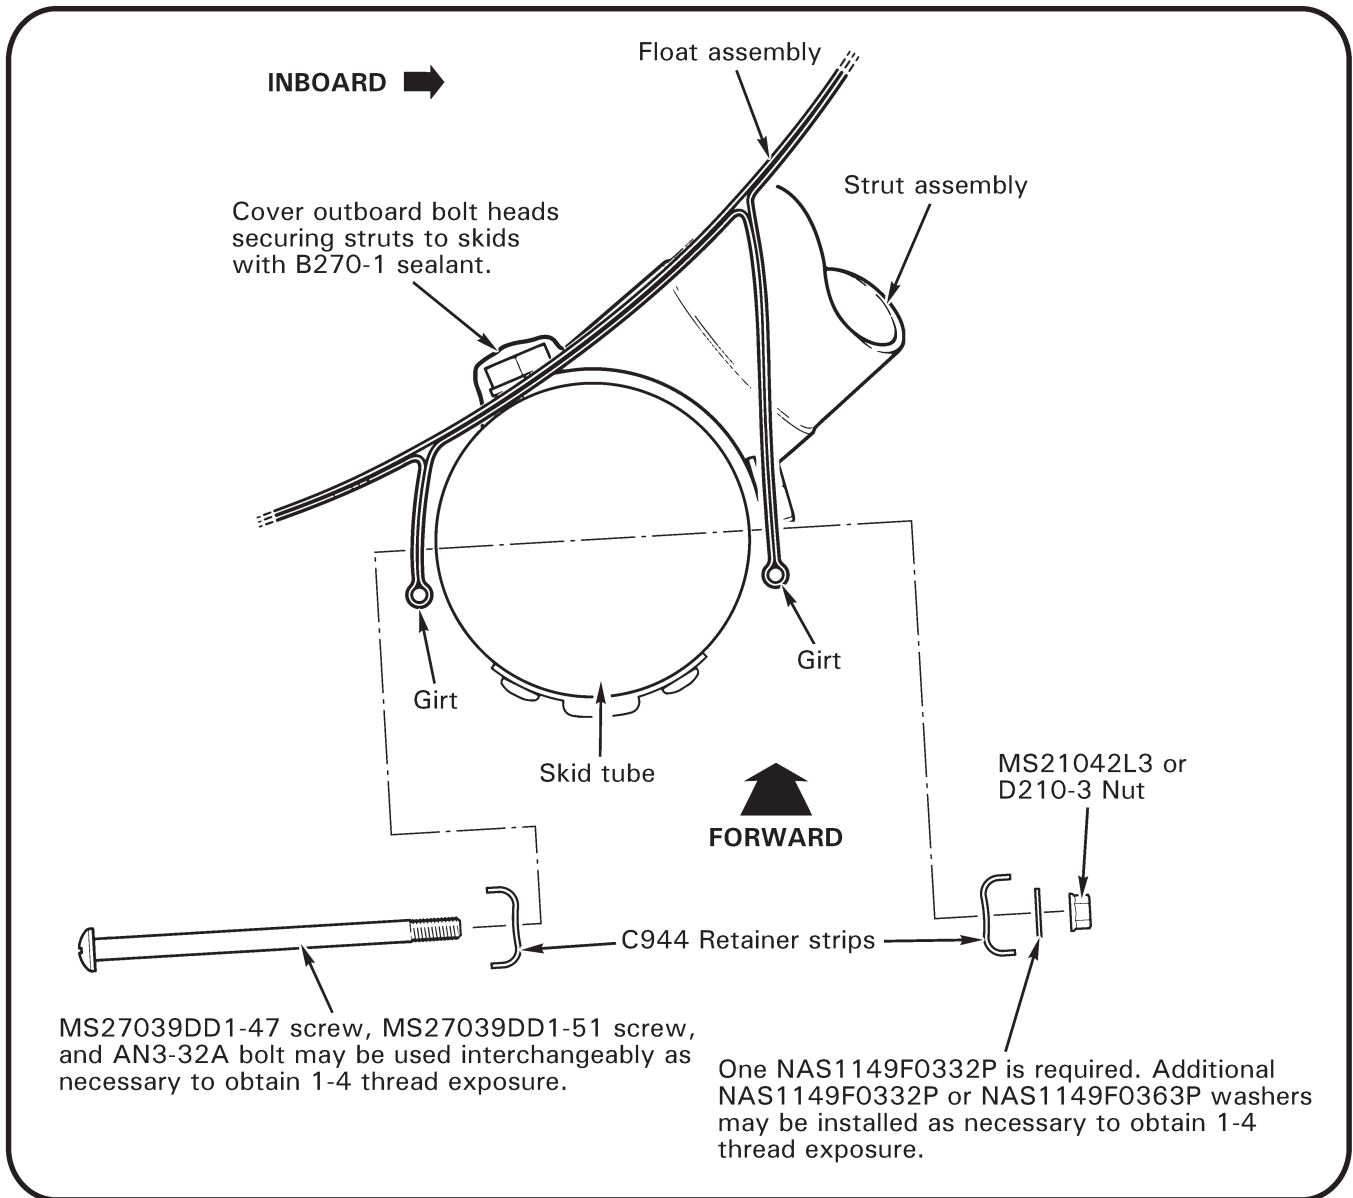 Float assembly
INBOARD
Strut assembly
Cover outboard bolt heads
securing struts to skids
with B270-1 sealant.
Girt
Girt
Skid tube
MS21042L3 or
D210-3 Nut
FORWARD
C944 Retainer strips
MS27039DD1-47 screw, MS27039DD1-51 screw,
and AN3-32A bolt may be used interchangeably as
necessary to obtain 1-4 thread exposure.
One NAS1149F0332P is required. Additional
NAS1149F0332P or NAS1149F0363P washers
may be installed as necessary to obtain 1-4
thread exposure.